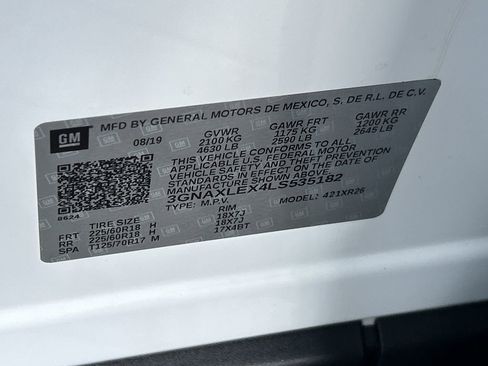 GM
MFD BY GENERAL MOTORS DE MEXICO, S. DE R.L. DE C.V.
08/19 GVWR GAWR FRT GAWR RR
2100 KG 1175 KG 1200 KG
4630 LB 2590 LB 2645 LB
THIS VEHICLE CONFORMS TO ALL
APPLICABLE U.S. FEDERAL MOTOR
VEHICLE SAFETY AND THEFT PREVENTION
STANDARDS IN EFFECT ON THE DATE OF
MANUFACTURE SHOWN ABOVE.
3GNAXLEX4LS535182
TYPE: M.P.V. MODEL: 421XR26
8624
TIRE SIZE RIM
FRT 225/60R18 H 18X7J
RR 225/60R18 H 18X7J
SPA T125/70R17 M 17X4BT